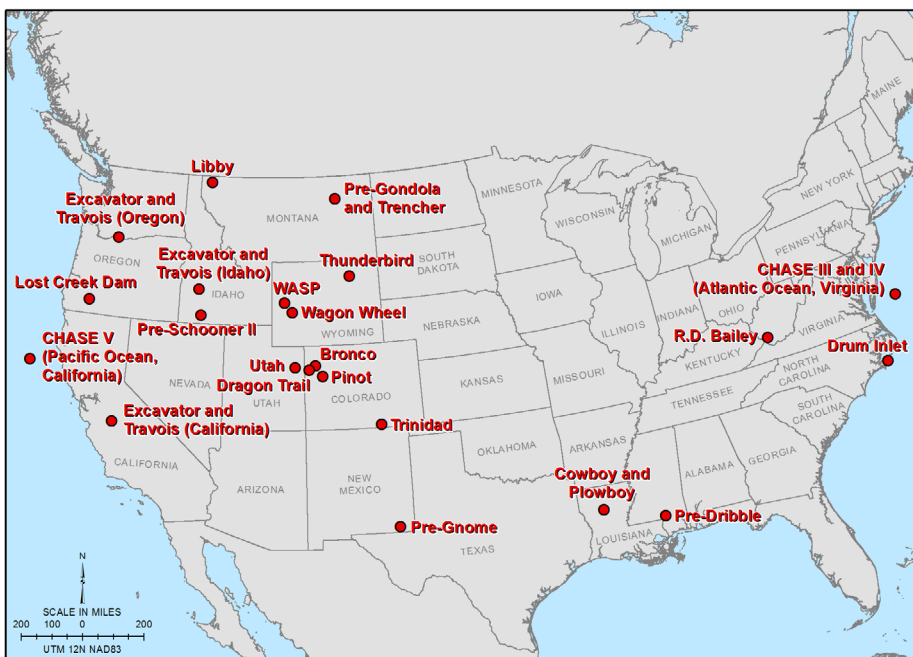 MAINE
Libby
MINNESOTA
Pre-Gondola
and Trencher
MONTANA
Excavator and
Travois (Oregon)
WISCONSIN
NEW YORK
MICHIGAN
PENNSYLVANIA
OREGON
Excavator and
Travois (Idaho)
SOUTH
DAKOTA
Thunderbird
CHASE III and IV
(Atlantic Ocean, Virginia)
Lost Creek Dam
IDAHO
WASP
IOWA
Wagon Wheel
OHIO
INDIANA
ILLINOIS
NEBRASKA
Pre-Schooner II
WYOMING
VIRGINIA
CHASE V
(Pacific Ocean,
California)
R.D. Bailey
Drum Inlet
Bronco
Utah
KENTUCKY
Dragon Trail
Pinot
NEVADA
KANSAS
MISSOURI
NORTH
CAROLINA
UTAH
COLORADO
TENNESSEE
SOUTH
CAROLINA
Excavator and
Travois (California)
Trinidad
OKLAHOMA
ARKANSAS
GEORGIA
CALIFORNIA
ALABAMA
Cowboy and
Plowboy
ARIZONA
NEW
MEXICO
Pre-Dribble
Pre-Gnome
LOUISIANA
TEXAS
N
SCALE IN MILES
200 100 0 200
UTM 12N NAD83